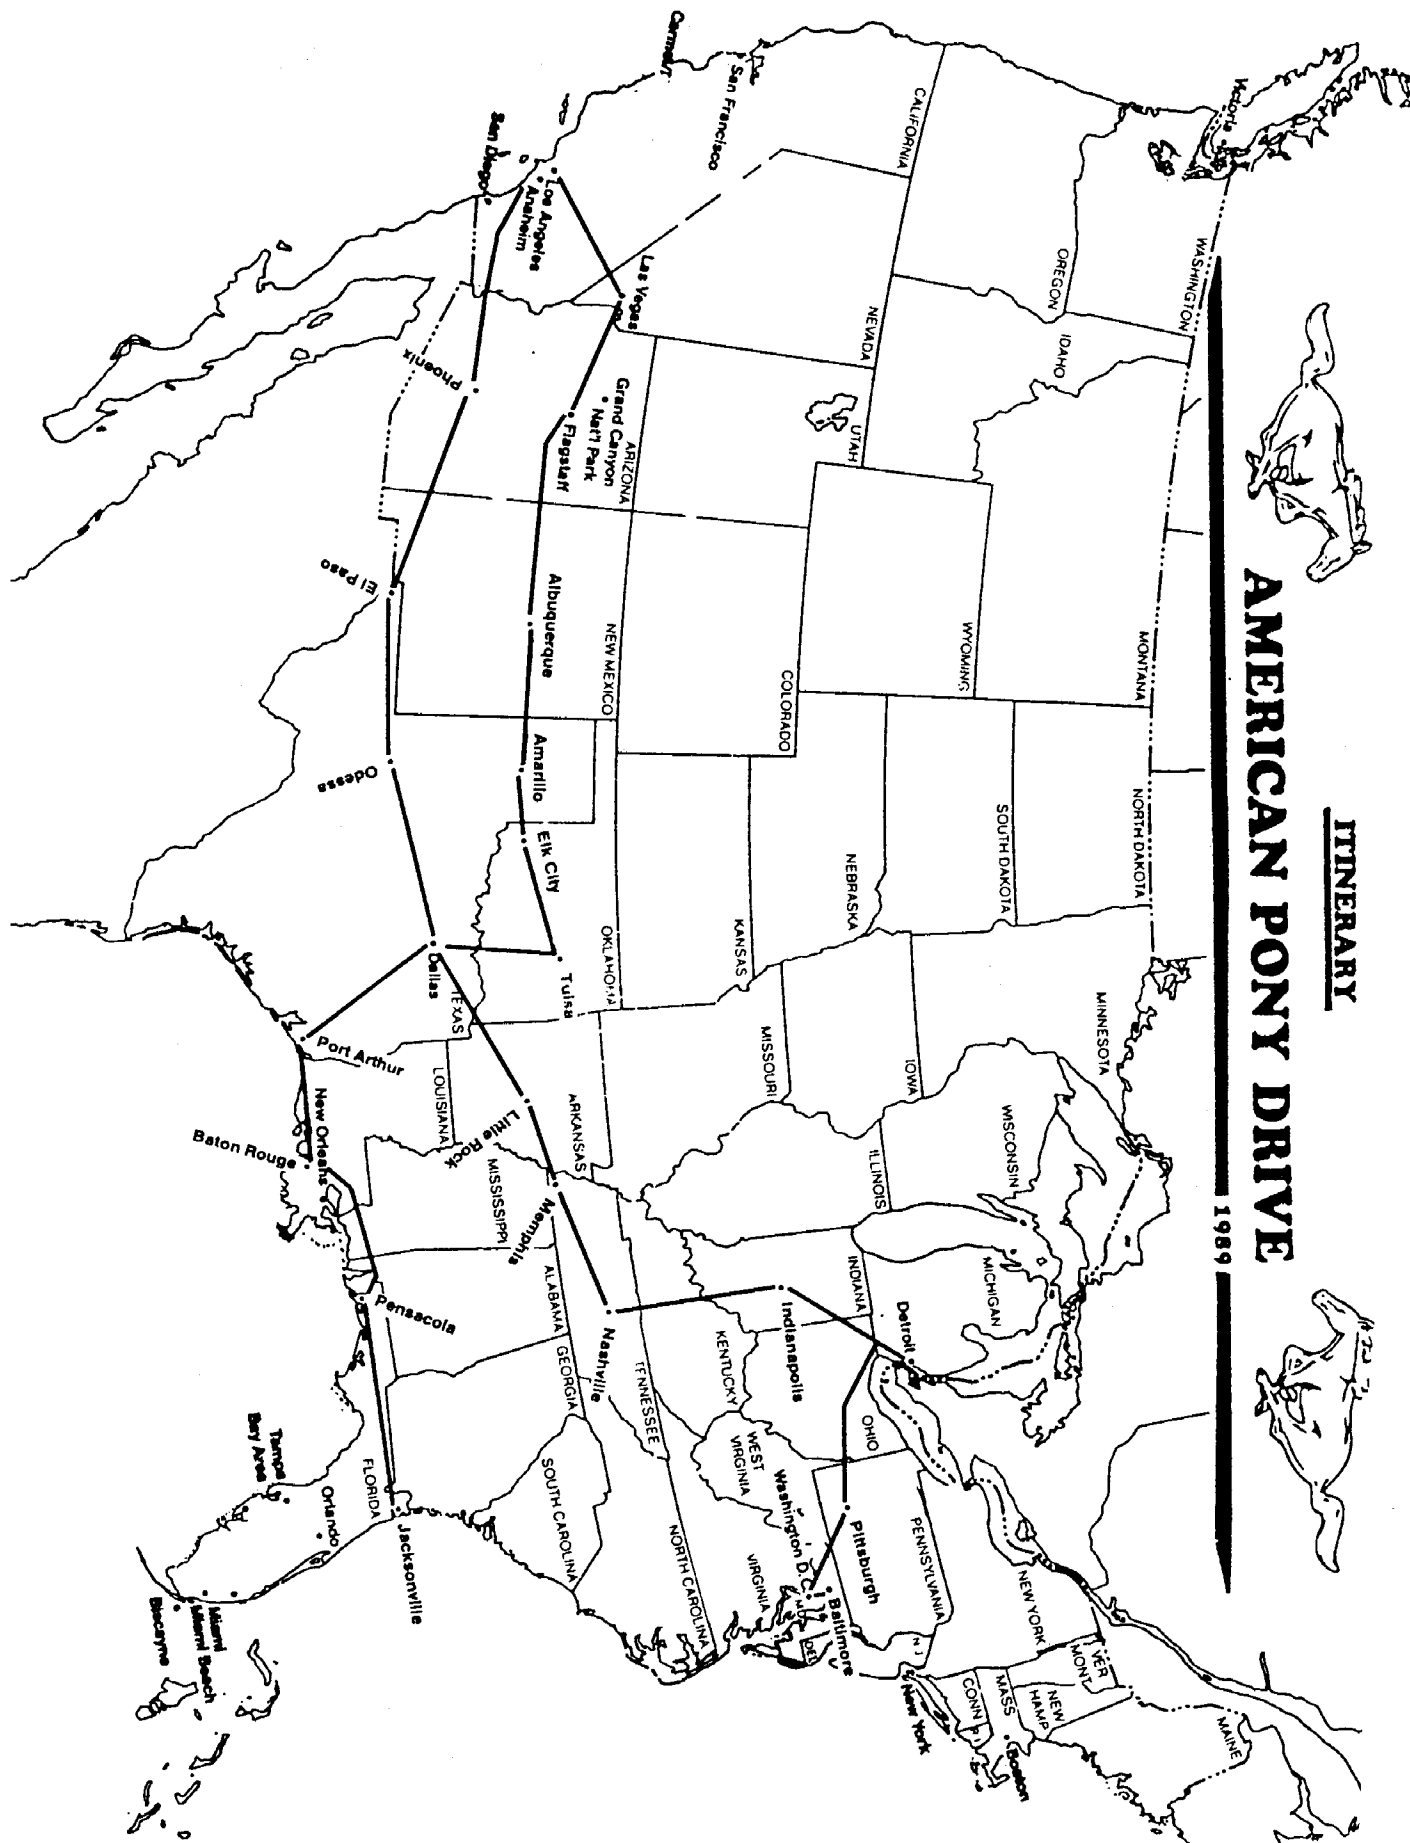 ITINERARY
AMERICAN PONY DRIVE
1989
Victoria
WASHINGTON
MONTANA
NORTH DAKOTA
MINNESOTA
OREGON
IDAHO
WYOMING
SOUTH DAKOTA
WISCONSIN
MICHIGAN
CALIFORNIA
NEVADA
UTAH
NEBRASKA
IOWA
ILLINOIS
INDIANA
Detroit
OHIO
PENNSYLVANIA
NEW YORK
VER
MONT
NEW
HAMP
MAINE
MASS
CONN
RI
Boston
New York
N J
San Francisco
Carmel
COLORADO
KANSAS
MISSOURI
Indianapolis
KENTUCKY
WEST
VIRGINIA
Pittsburgh
Washington D.C.
Baltimore
MD
DEL
VIRGINIA
Las Vegas
Grand Canyon
Nat'l Park
ARIZONA
Flagstaff
NEW MEXICO
Albuquerque
Amarillo
Elk City
OKLAHOMA
Tulsa
ARKANSAS
Little Rock
Memphis
Nashville
TENNESSEE
NORTH CAROLINA
Los Angeles
Anaheim
San Diego
Phoenix
El Paso
Odessa
Dallas
TEXAS
LOUISIANA
MISSISSIPPI
ALABAMA
GEORGIA
SOUTH CAROLINA
Port Arthur
New Orleans
Baton Rouge
Pensacola
FLORIDA
Jacksonville
Tampa
Bay Area
Orlando
Miami
Miami Beach
Biscayne